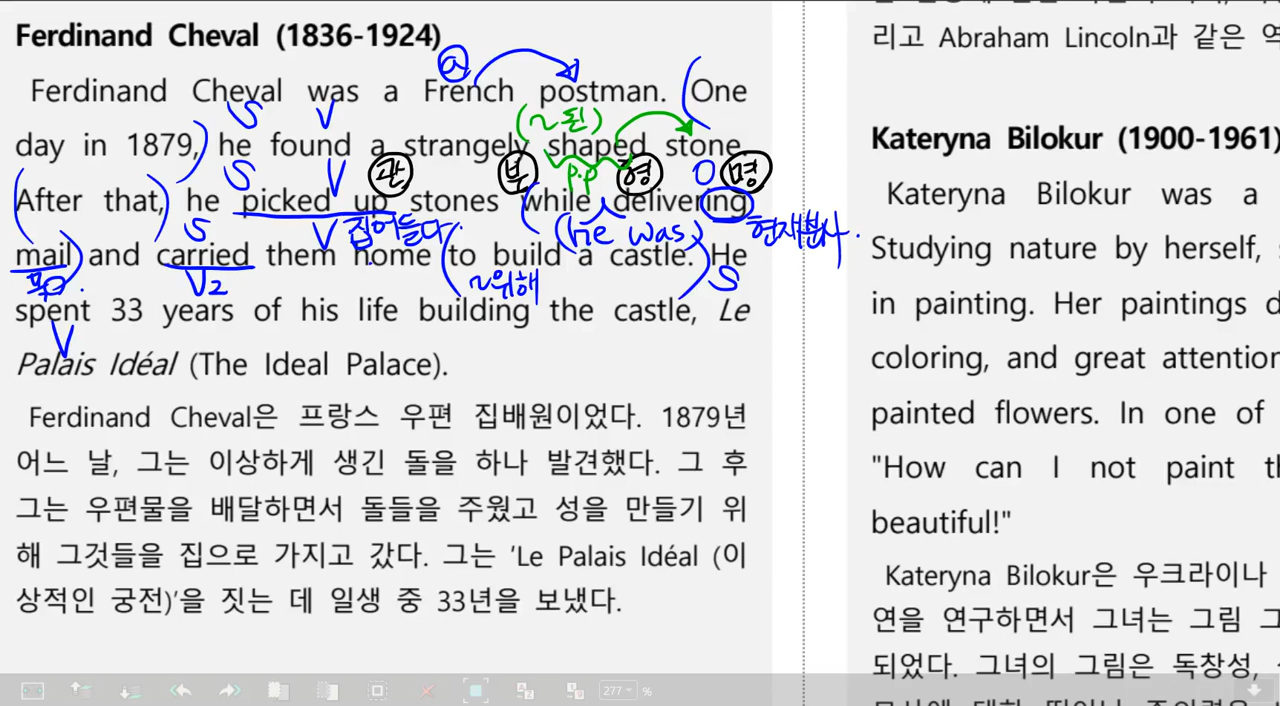 Ferdinand Cheval (1836-1924)
a
Ferdinand Cheval was a French postman. (One
S V (~된)
day in 1879,) he found a strangely shaped stone.
S V 관 부 p.p 형 O 명
(After that,) he picked up stones (while delivering
S V 집어들다. (he was) 현재분사.
mail) and carried them home (to build a castle.) He
목. V2 ~위해 S
spent 33 years of his life building the castle, Le
V
Palais Idéal (The Ideal Palace).
Ferdinand Cheval은 프랑스 우편 집배원이었다. 1879년
어느 날, 그는 이상하게 생긴 돌을 하나 발견했다. 그 후
그는 우편물을 배달하면서 돌들을 주웠고 성을 만들기 위
해 그것들을 집으로 가지고 갔다. 그는 ‘Le Palais Idéal (이
상적인 궁전)’을 짓는 데 일생 중 33년을 보냈다.
리고 Abraham Lincoln과 같은 역
Kateryna Bilokur (1900-1961)
Kateryna Bilokur was a
Studying nature by herself,
in painting. Her paintings d
coloring, and great attention
painted flowers. In one of
"How can I not paint th
beautiful!"
Kateryna Bilokur은 우크라이나
연을 연구하면서 그녀는 그림 그
되었다. 그녀의 그림은 독창성,
277 %